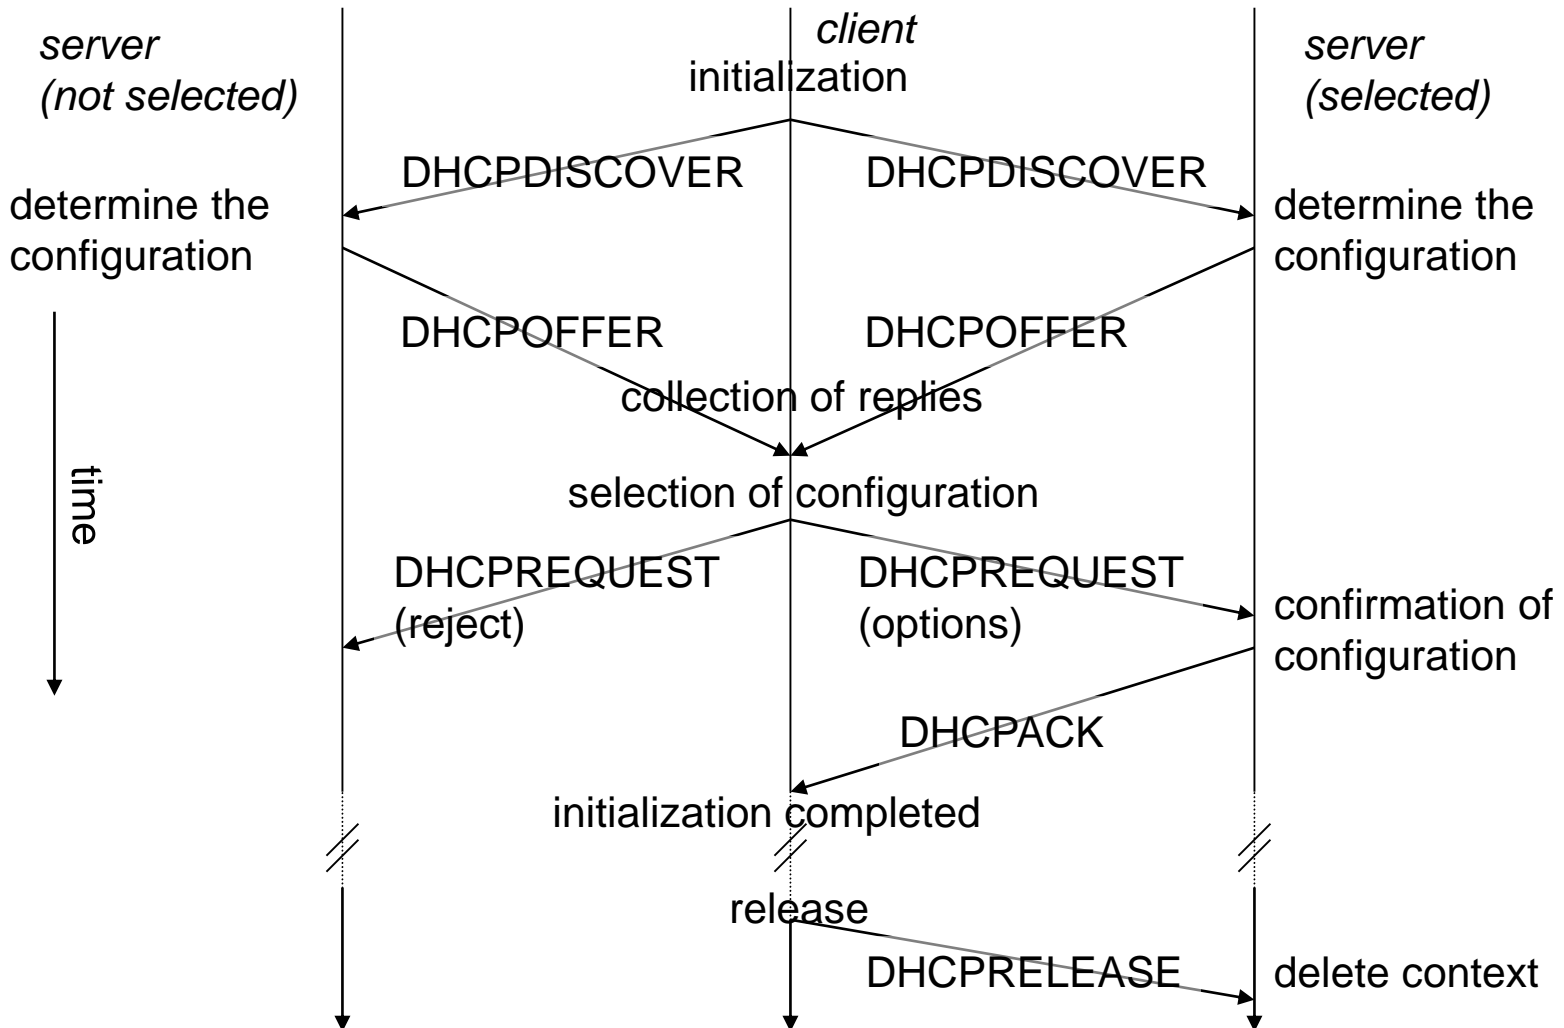 server
(not selected)
client
initialization
server
(selected)
DHCPDISCOVER
DHCPDISCOVER
determine the
configuration
determine the
configuration
DHCPOFFER
DHCPOFFER
collection of replies
time
selection of configuration
DHCPREQUEST
(reject)
DHCPREQUEST
(options)
confirmation of
configuration
DHCPACK
initialization completed
release
DHCPRELEASE
delete context